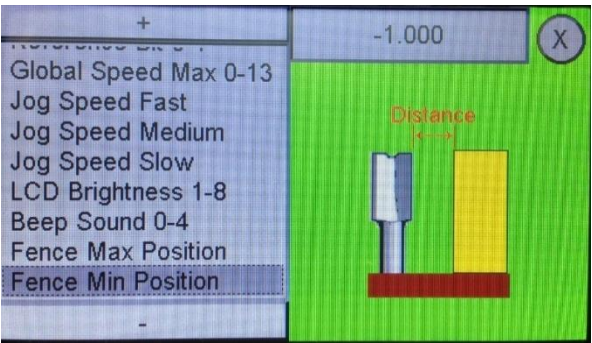 +
Global Speed Max 0-13
Jog Speed Fast
Jog Speed Medium
Jog Speed Slow
LCD Brightness 1-8
Beep Sound 0-4
Fence Max Position
Fence Min Position
-
-1.000
X
Distance